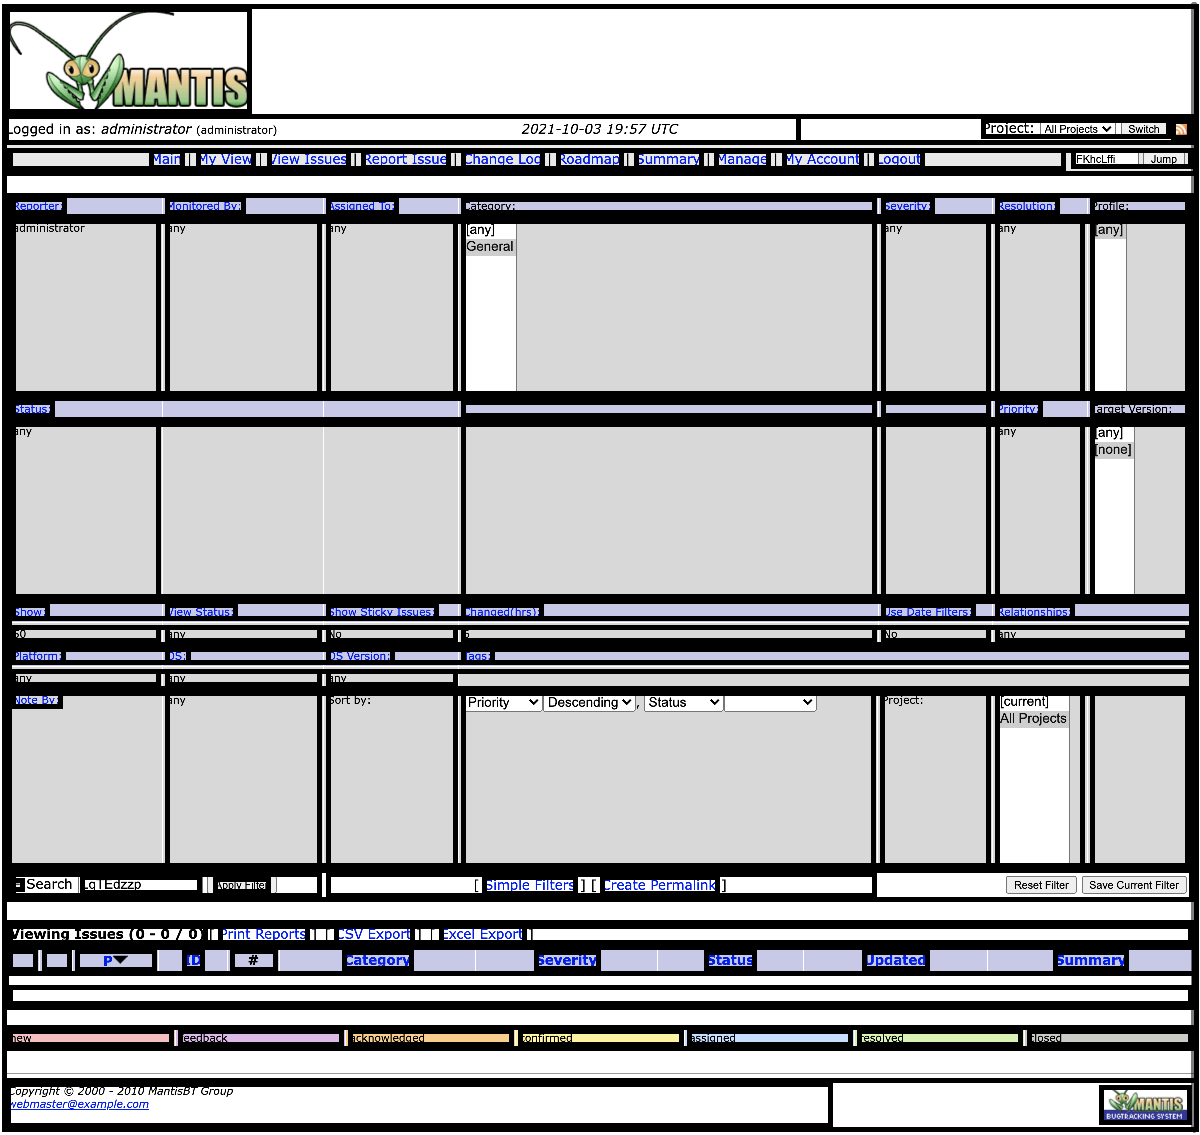 MANTIS
Logged in as: administrator (administrator) 2021-10-03 19:57 UTC Project: All Projects Switch
Main | My View | View Issues | Report Issue | Change Log | Roadmap | Summary | Manage | My Account | Logout FKhcLffi Jump
Reporter: Monitored By: Assigned To: Category: Severity: Resolution: Profile:
administrator any any [any] any any [any]
General
Status: Priority: Target Version:
any any [any]
[none]
Show: View Status: Show Sticky Issues: Changed(hrs): Use Date Filters: Relationships:
50 any No 6 No any
Platform: OS: OS Version: Tags:
any any any
Note By: any Sort by: Priority Descending, Status Project: [current]
All Projects
Search LqTEdzzp Apply Filter [ Simple Filters ] [ Create Permalink ] Reset Filter Save Current Filter
Viewing Issues (0 - 0 / 0) [ Print Reports ] [ CSV Export ] [ Excel Export ]
P ID # Category Severity Status Updated Summary
new feedback acknowledged confirmed assigned resolved closed
Copyright © 2000 - 2010 MantisBT Group
webmaster@example.com
MANTIS
BUGTRACKING SYSTEM